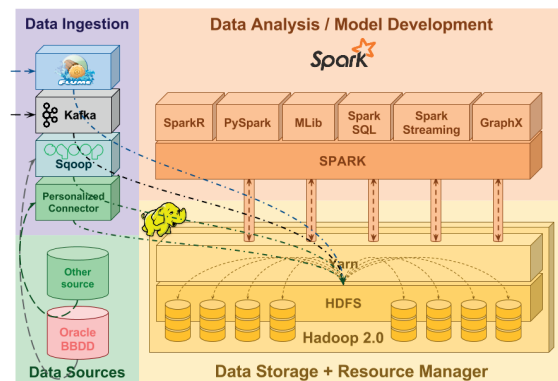 Data Ingestion
Data Analysis / Model Development
Spark
Flume
Kafka
Sqoop
Personalized
Connector
SparkR
PySpark
MLib
Spark
SQL
Spark
Streaming
GraphX
SPARK
Yarn
HDFS
Hadoop 2.0
Other
source
Oracle
BBDD
Data Sources
Data Storage + Resource Manager